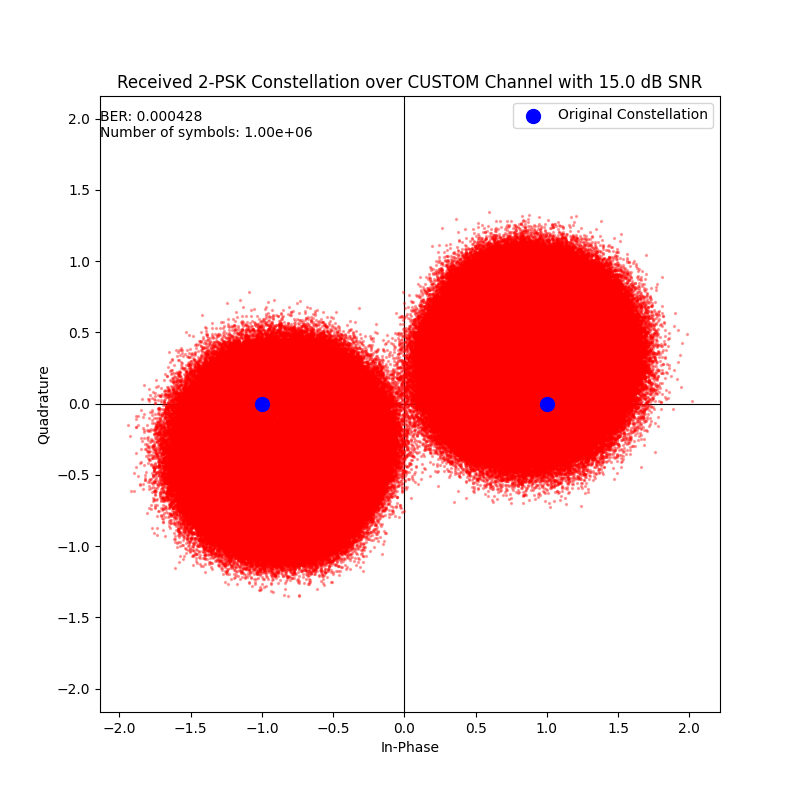 Received 2-PSK Constellation over CUSTOM Channel with 15.0 dB SNR
BER: 0.000428
Number of symbols: 1.00e+06
Original Constellation
2.0
1.5
1.0
0.5
0.0
−0.5
−1.0
−1.5
−2.0
Quadrature
−2.0 −1.5 −1.0 −0.5 0.0 0.5 1.0 1.5 2.0
In-Phase